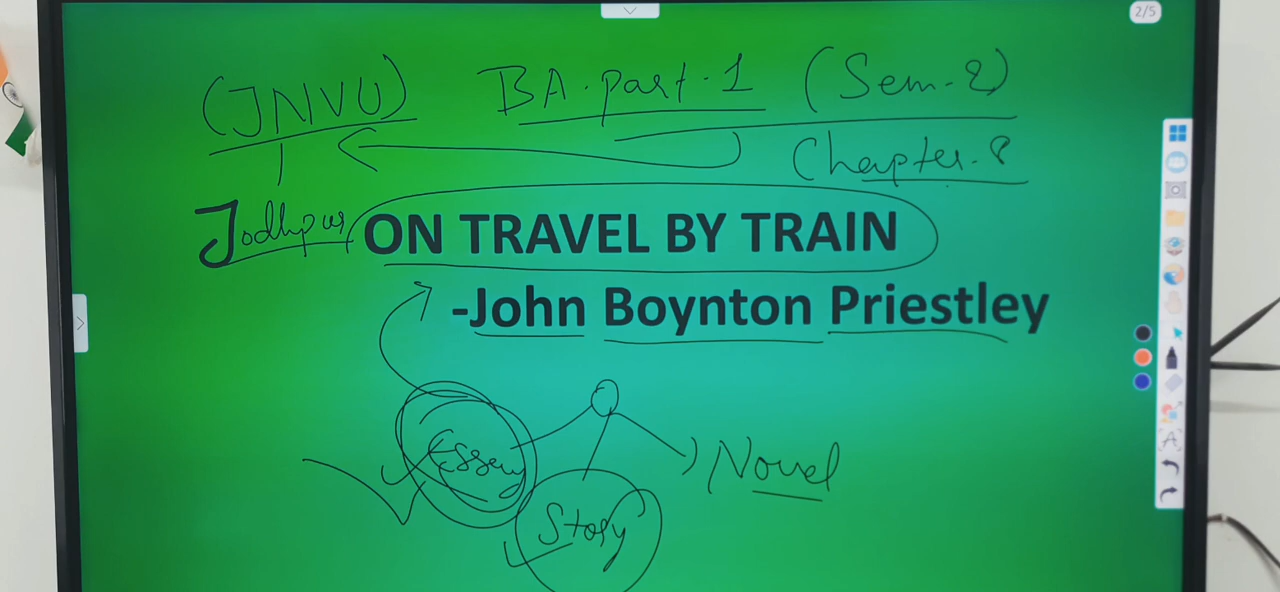 2/5
(JNVU) BA. part. 1 (Sem-2)
Chapter-8
Jodhpur ON TRAVEL BY TRAIN
-John Boynton Priestley
Essay
Novel
Story